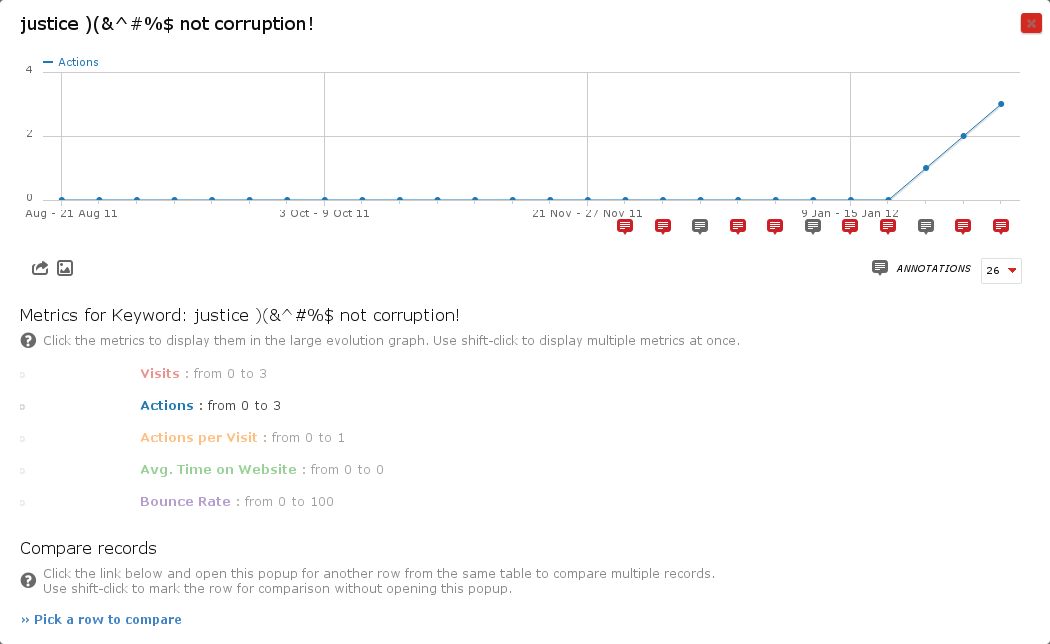 justice )(&^#%$ not corruption!
Actions
4
2
0
Aug - 21 Aug 11
3 Oct - 9 Oct 11
21 Nov - 27 Nov 11
9 Jan - 15 Jan 12
ANNOTATIONS
26
Metrics for Keyword: justice )(&^#%$ not corruption!
Click the metrics to display them in the large evolution graph. Use shift-click to display multiple metrics at once.
Visits : from 0 to 3
Actions : from 0 to 3
Actions per Visit : from 0 to 1
Avg. Time on Website : from 0 to 0
Bounce Rate : from 0 to 100
Compare records
Click the link below and open this popup for another row from the same table to compare multiple records.
Use shift-click to mark the row for comparison without opening this popup.
›› Pick a row to compare